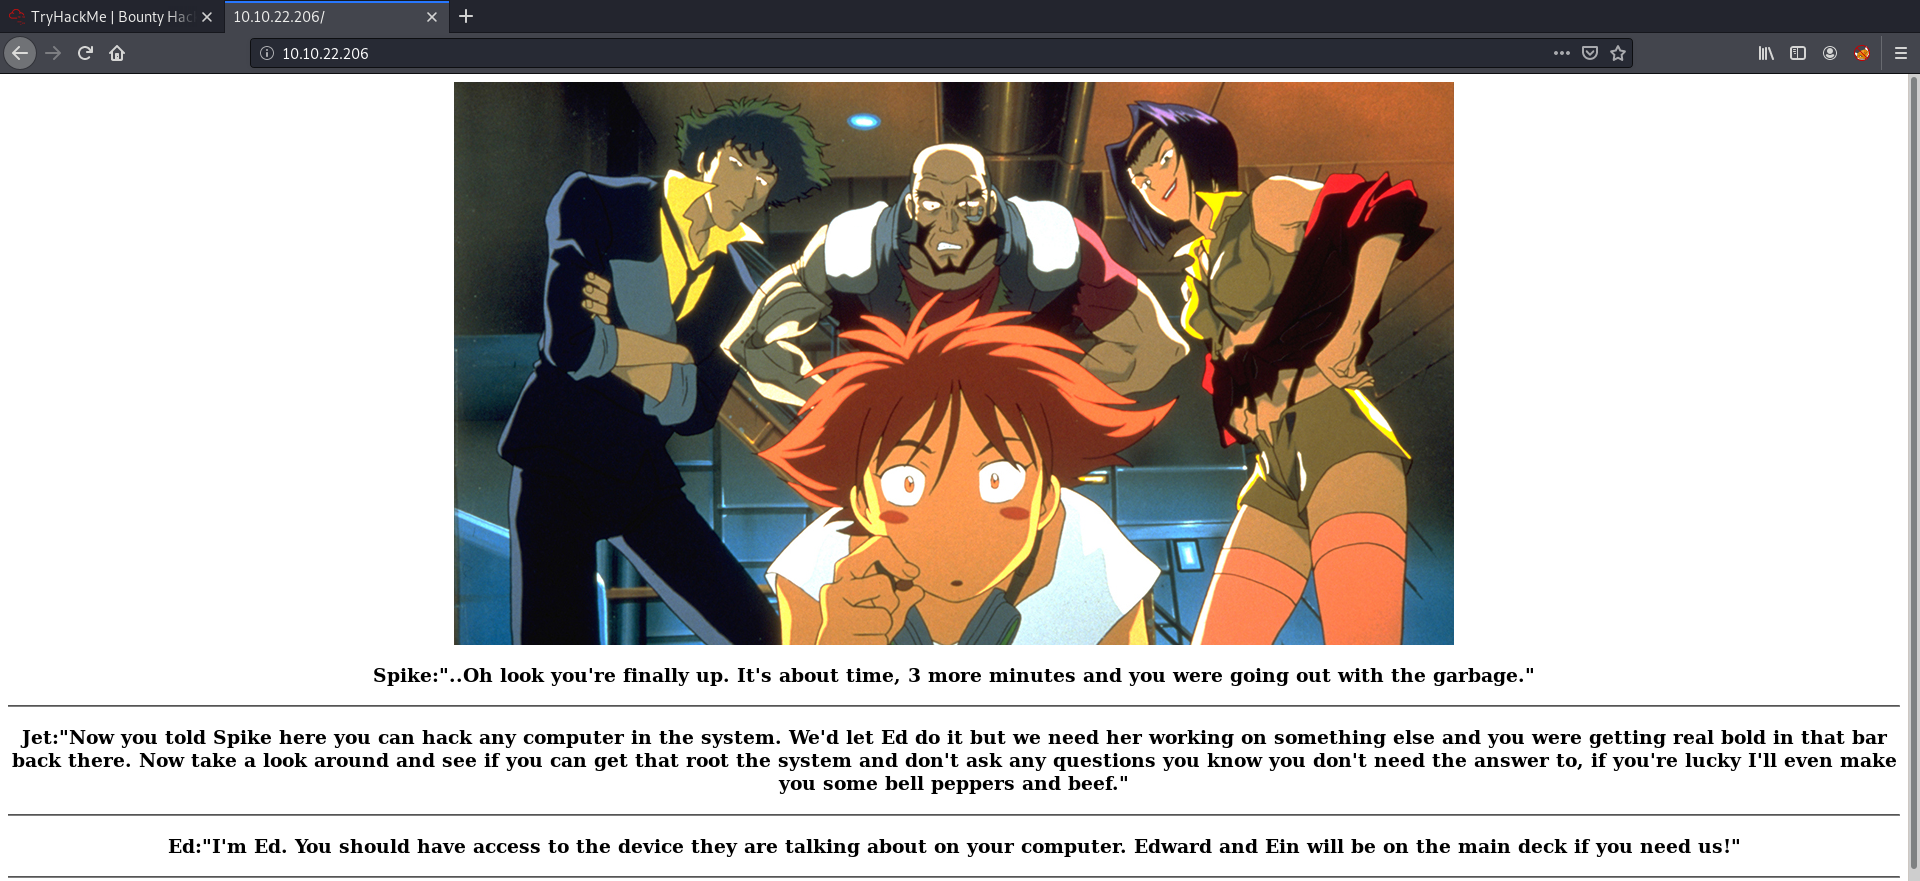 TryHackMe | Bounty Hac
10.10.22.206/
10.10.22.206
Spike:"..Oh look you're finally up. It's about time, 3 more minutes and you were going out with the garbage."
Jet:"Now you told Spike here you can hack any computer in the system. We'd let Ed do it but we need her working on something else and you were getting real bold in that bar
back there. Now take a look around and see if you can get that root the system and don't ask any questions you know you don't need the answer to, if you're lucky I'll even make
you some bell peppers and beef."
Ed:"I'm Ed. You should have access to the device they are talking about on your computer. Edward and Ein will be on the main deck if you need us!"